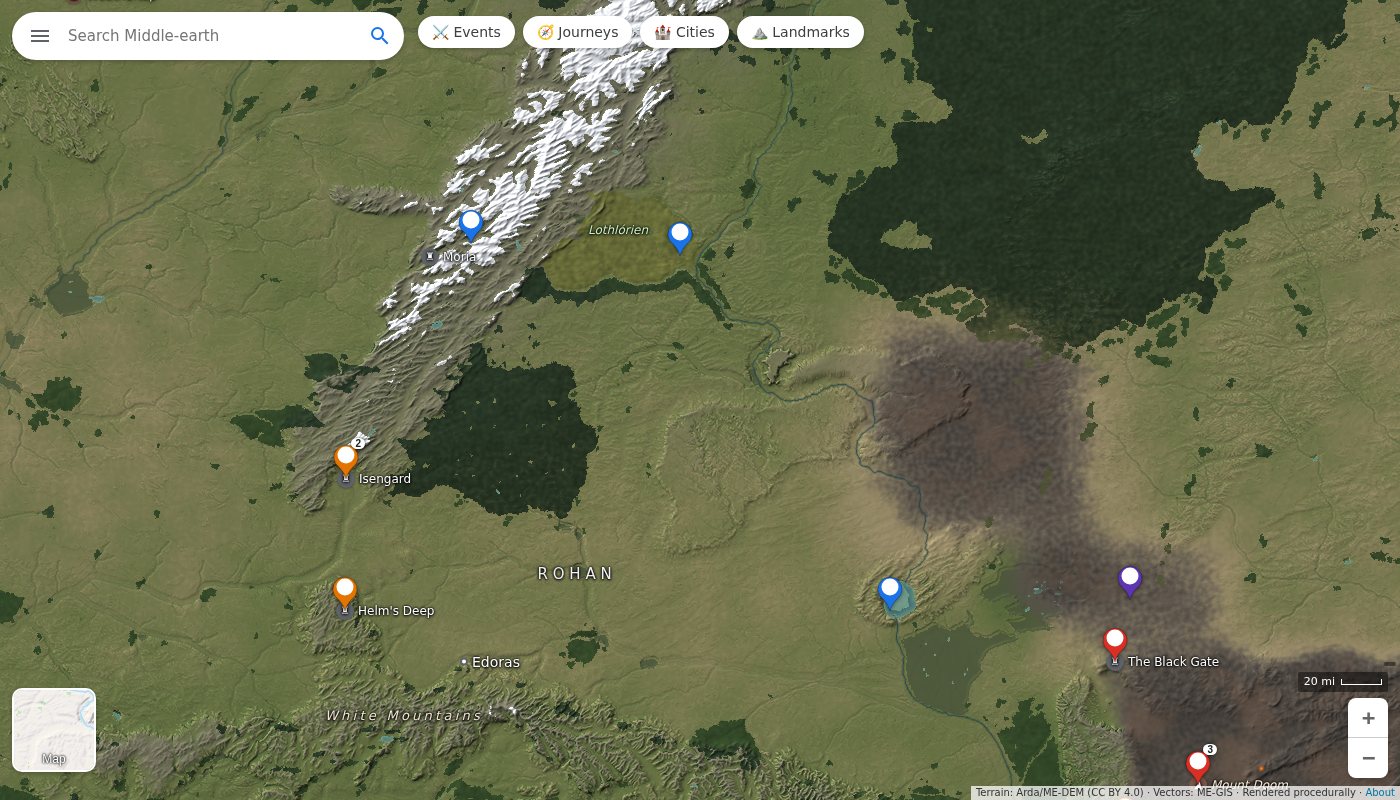 Search Middle-earth
Events
Journeys
Cities
Landmarks
Lothlórien
Moria
2
Isengard
ROHAN
Helm's Deep
Edoras
The Black Gate
20 mi
White Mountains
+
3
Map
−
Mount Doom
Terrain: Arda/ME-DEM (CC BY 4.0) · Vectors: ME-GIS · Rendered procedurally · About